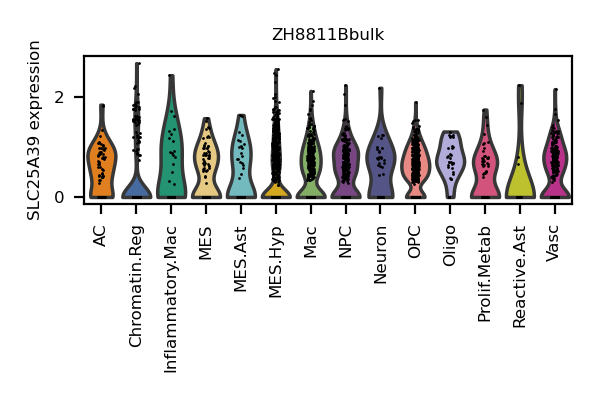 ZH8811Bbulk
SLC25A39 expression
2
0
AC
Chromatin.Reg
Inflammatory.Mac
MES
MES.Ast
MES.Hyp
Mac
NPC
Neuron
OPC
Oligo
Prolif.Metab
Reactive.Ast
Vasc